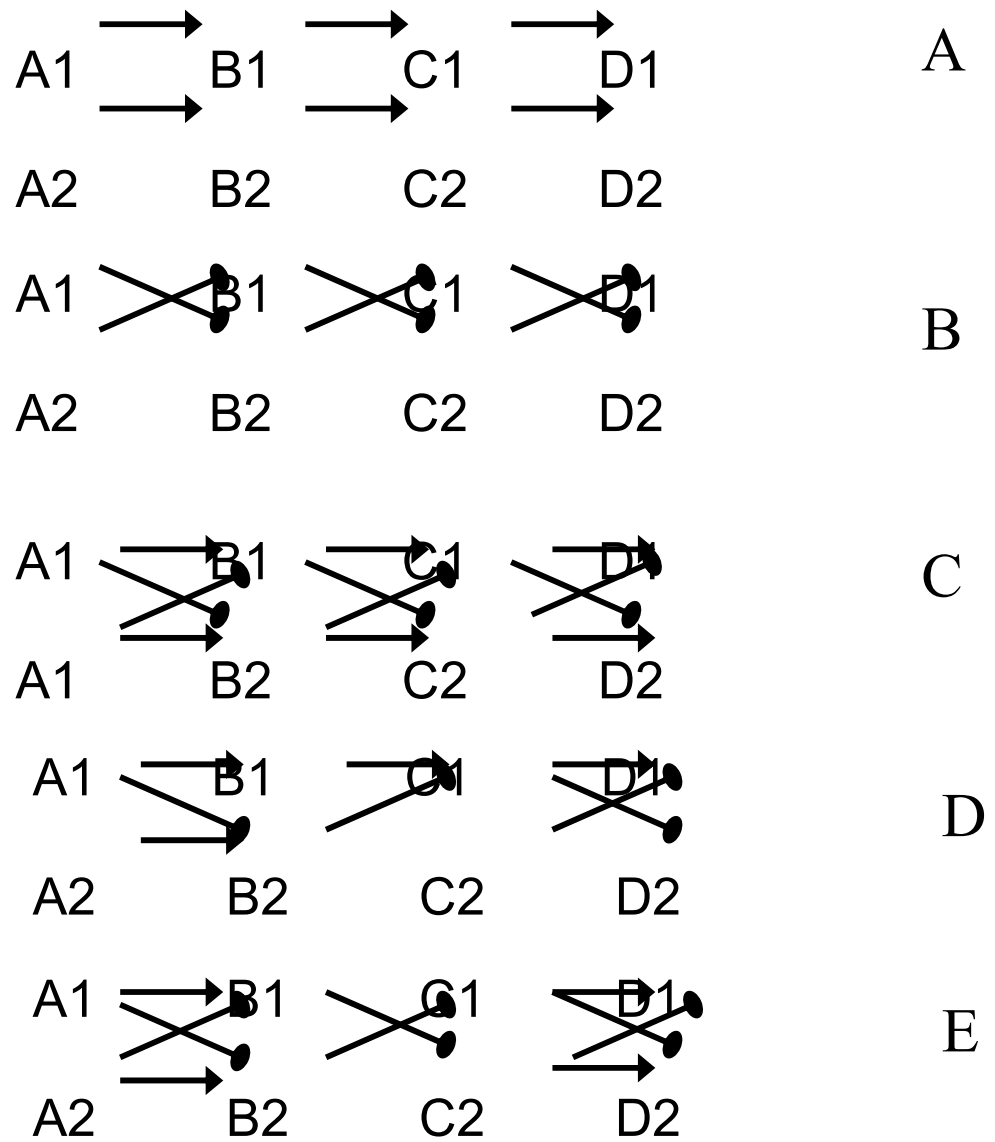 A1 B1 C1 D1 A
A2 B2 C2 D2
A1 B1 C1 D1 B
A2 B2 C2 D2
A1 B1 C1 D1 C
A1 B2 C2 D2
A1 B1 C1 D1 D
A2 B2 C2 D2
A1 B1 C1 D1 E
A2 B2 C2 D2